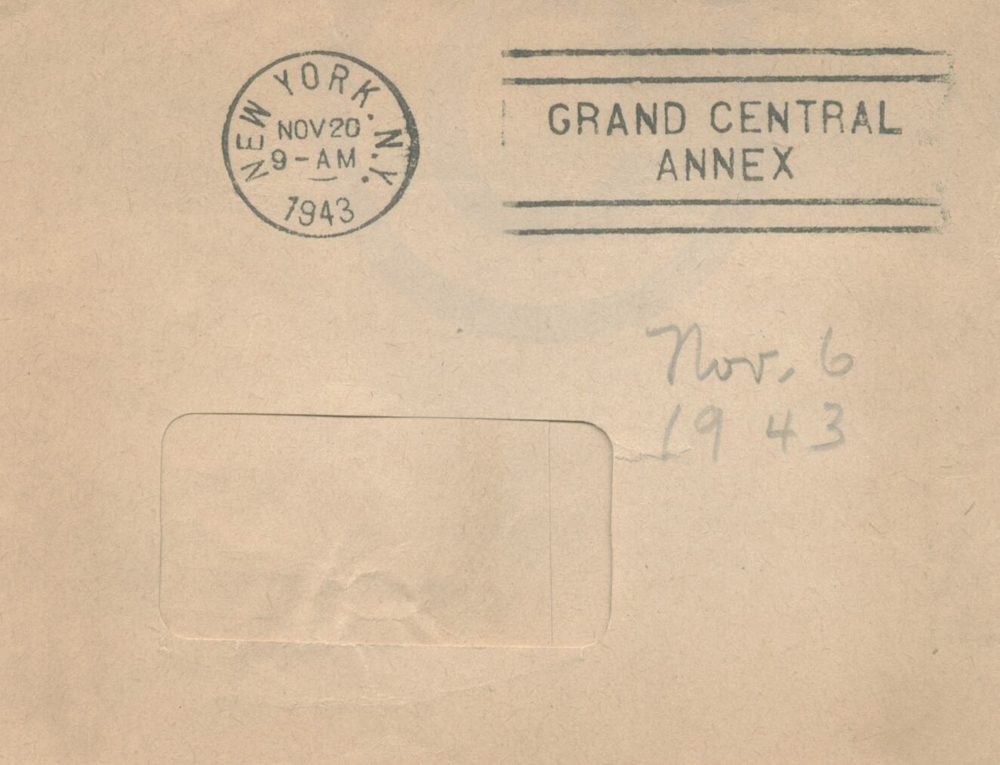 NEW YORK, N.Y.
NOV 20
9-AM
1943
GRAND CENTRAL
ANNEX
Nov. 6
1943